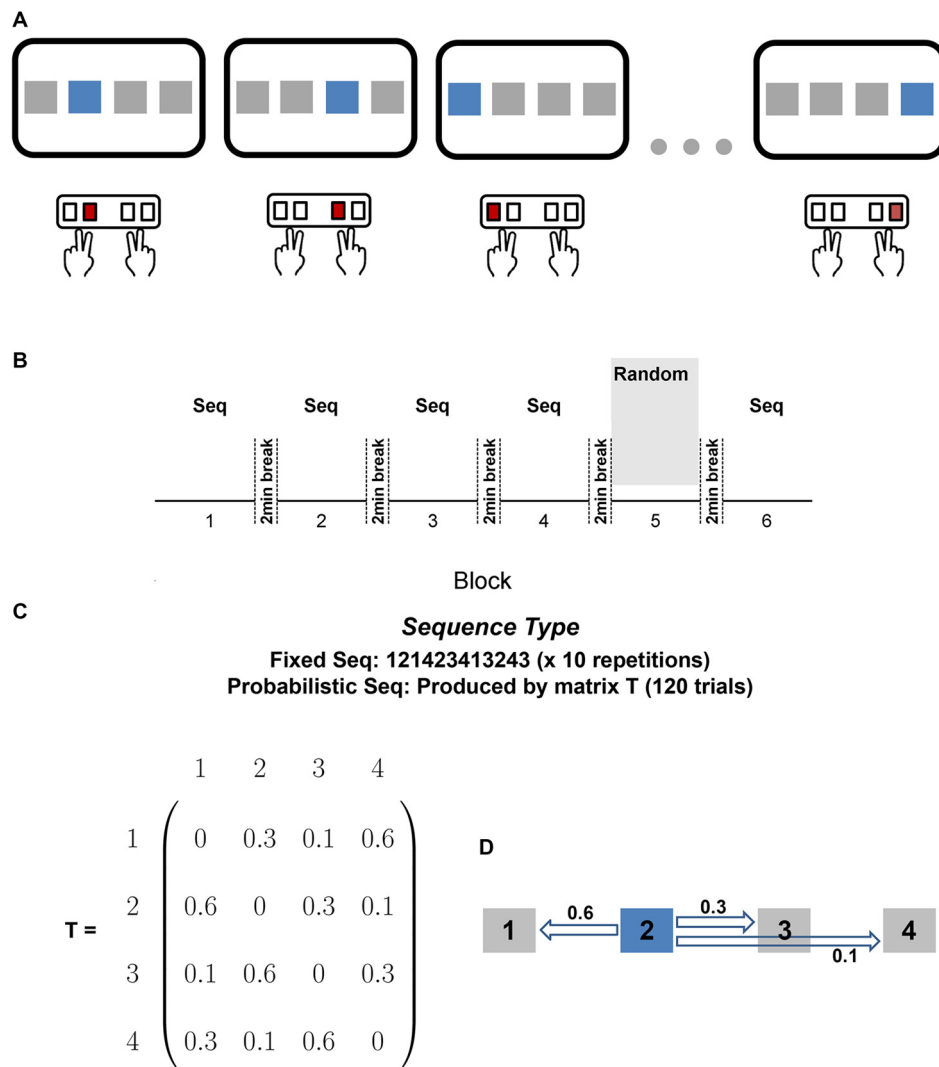 A
B
Random
Seq Seq Seq Seq Seq
2min break 2min break 2min break 2min break 2min break
1 2 3 4 5 6
Block
C
Sequence Type
Fixed Seq: 121423413243 (x 10 repetitions)
Probabilistic Seq: Produced by matrix T (120 trials)
1 2 3 4
1 0 0.3 0.1 0.6
2 0.6 0 0.3 0.1
T =
3 0.1 0.6 0 0.3
4 0.3 0.1 0.6 0
D
0.6 0.3
1 2 3 4
0.1